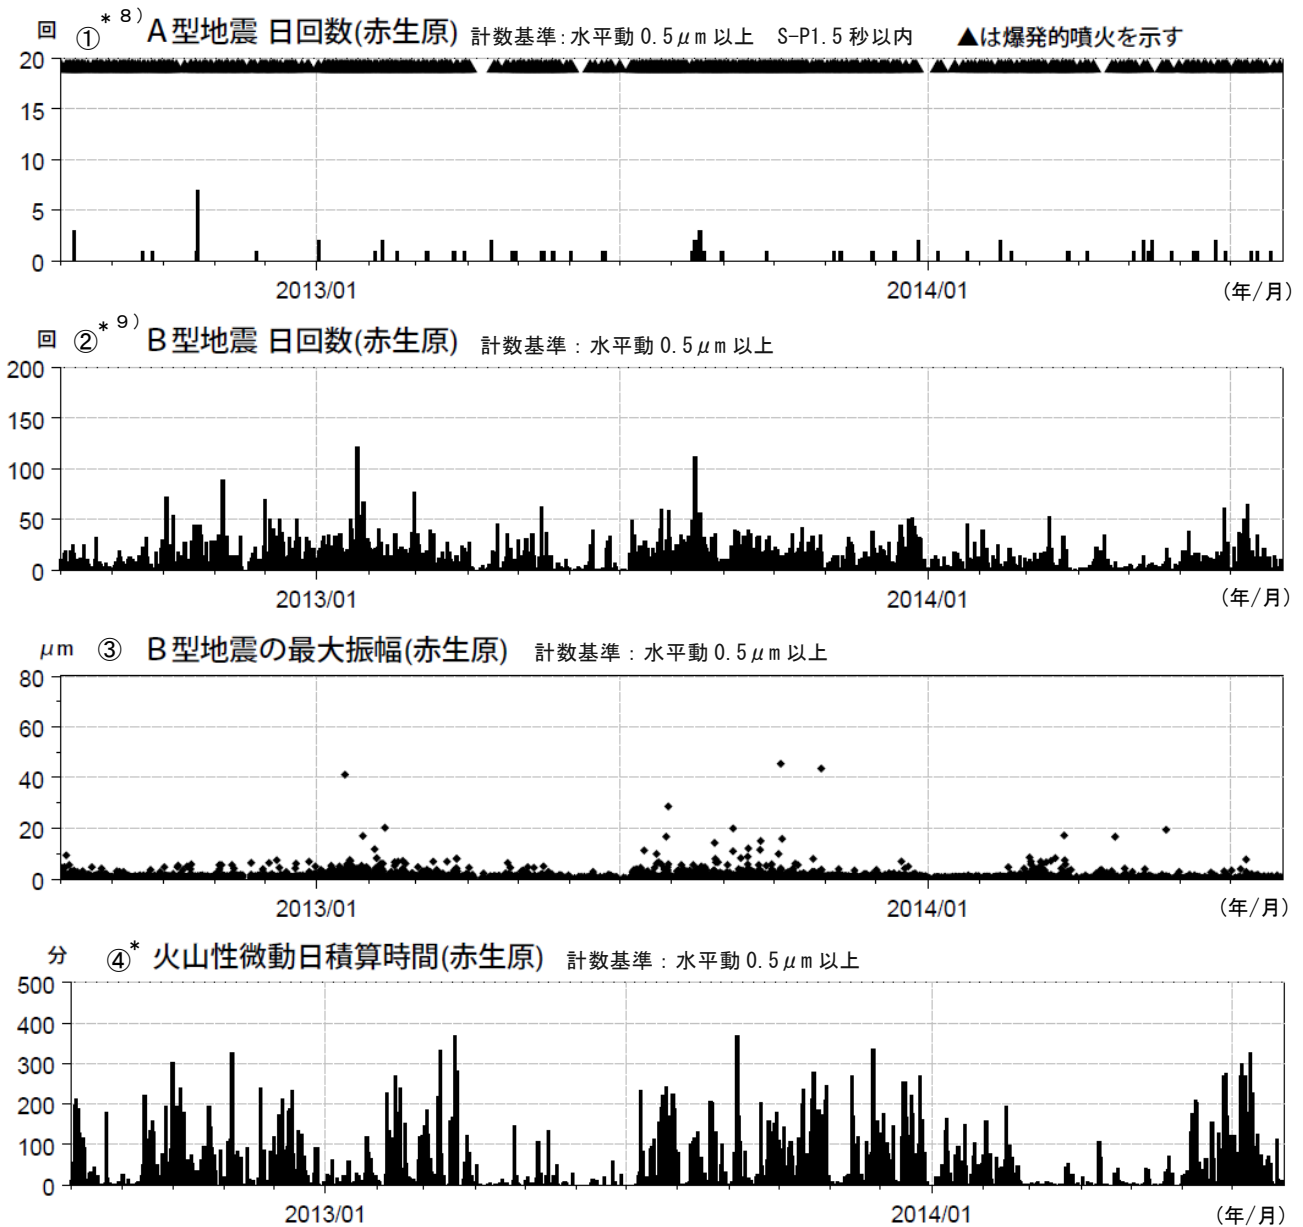 回 ①*8) A型地震 日回数(赤生原) 計数基準:水平動 0.5μm 以上 S-P1.5 秒以内 ▲は爆発的噴火を示す
20
15
10
5
0
2013/01 2014/01 (年/月)
回 ②*9) B型地震 日回数(赤生原) 計数基準：水平動 0.5μm 以上
200
150
100
50
0
2013/01 2014/01 (年/月)
μm ③ B型地震の最大振幅(赤生原) 計数基準：水平動 0.5μm 以上
80
60
40
20
0
2013/01 2014/01 (年/月)
分 ④* 火山性微動日積算時間(赤生原) 計数基準：水平動 0.5μm 以上
500
400
300
200
100
0
2013/01 2014/01 (年/月)